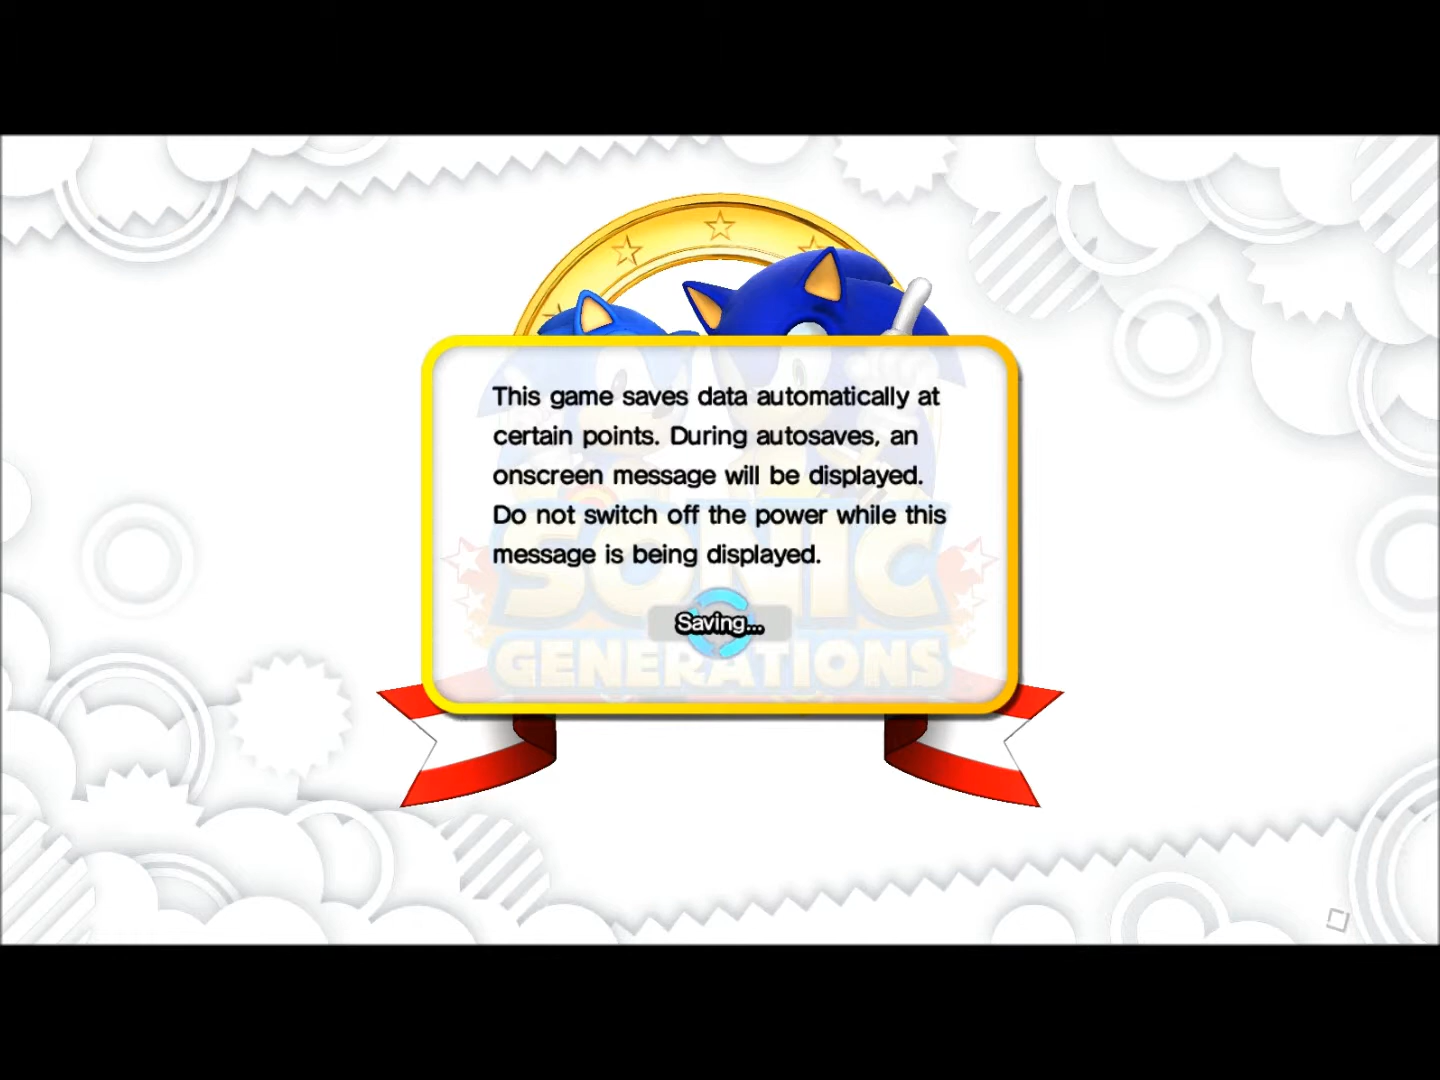 This game saves data automatically at
certain points. During autosaves, an
onscreen message will be displayed.
Do not switch off the power while this
message is being displayed.
Saving...
SONIC
GENERATIONS